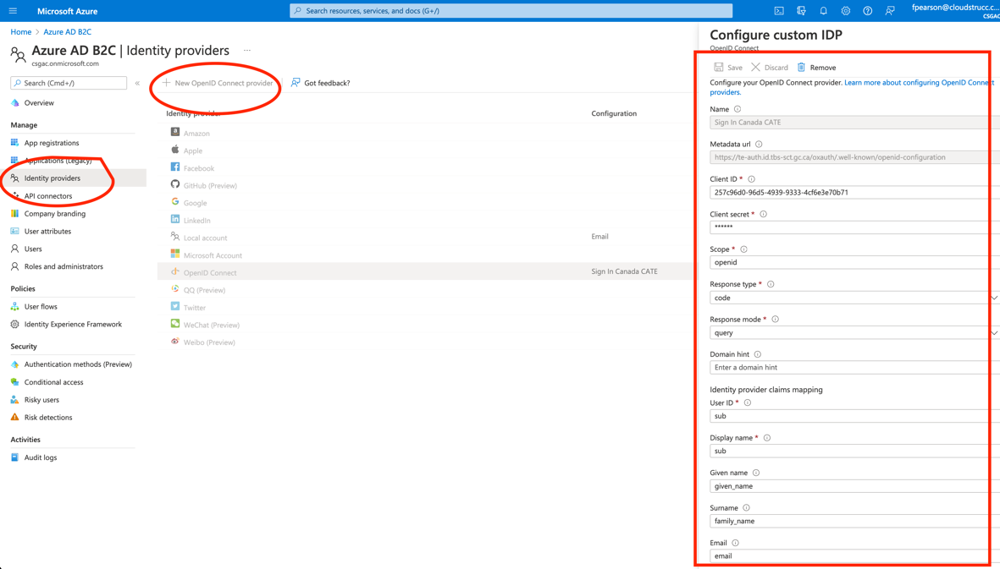 Microsoft Azure
Search resources, services, and docs (G+/)
fpearson@cloudstrucc.c...
CSGAC
Home > Azure AD B2C
Azure AD B2C | Identity providers ...
csgac.onmicrosoft.com
Search (Cmd+/)
«
Overview
Manage
App registrations
Applications (Legacy)
Identity providers
API connectors
Company branding
User attributes
Users
Roles and administrators
Policies
User flows
Identity Experience Framework
Security
Authentication methods (Preview)
Conditional access
Risky users
Risk detections
Activities
Audit logs
+ New OpenID Connect provider
Got feedback?
Identity provider
Configuration
Amazon
Apple
Facebook
GitHub (Preview)
Google
LinkedIn
Local account
Email
Microsoft Account
OpenID Connect
Sign In Canada CATE
QQ (Preview)
Twitter
WeChat (Preview)
Weibo (Preview)
Configure custom IDP
OpenID Connect
Save
Discard
Remove
Configure your OpenID Connect provider. Learn more about configuring OpenID Connect
providers.
Name
Sign In Canada CATE
Metadata url
https://te-auth.id.tbs-sct.gc.ca/oxauth/.well-known/openid-configuration
Client ID *
257c96d0-96d5-4939-9333-4cf6e3e70b71
Client secret *
******
Scope *
openid
Response type *
code
Response mode *
query
Domain hint
Enter a domain hint
Identity provider claims mapping
User ID *
sub
Display name *
sub
Given name
given_name
Surname
family_name
Email
email